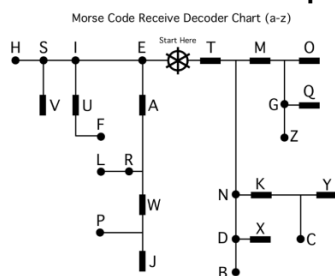 Morse Code Receive Decoder Chart (a-z)
Start Here
H S I E T M O
V U A G Q
F Z
L R
W N K Y
P D X C
J B